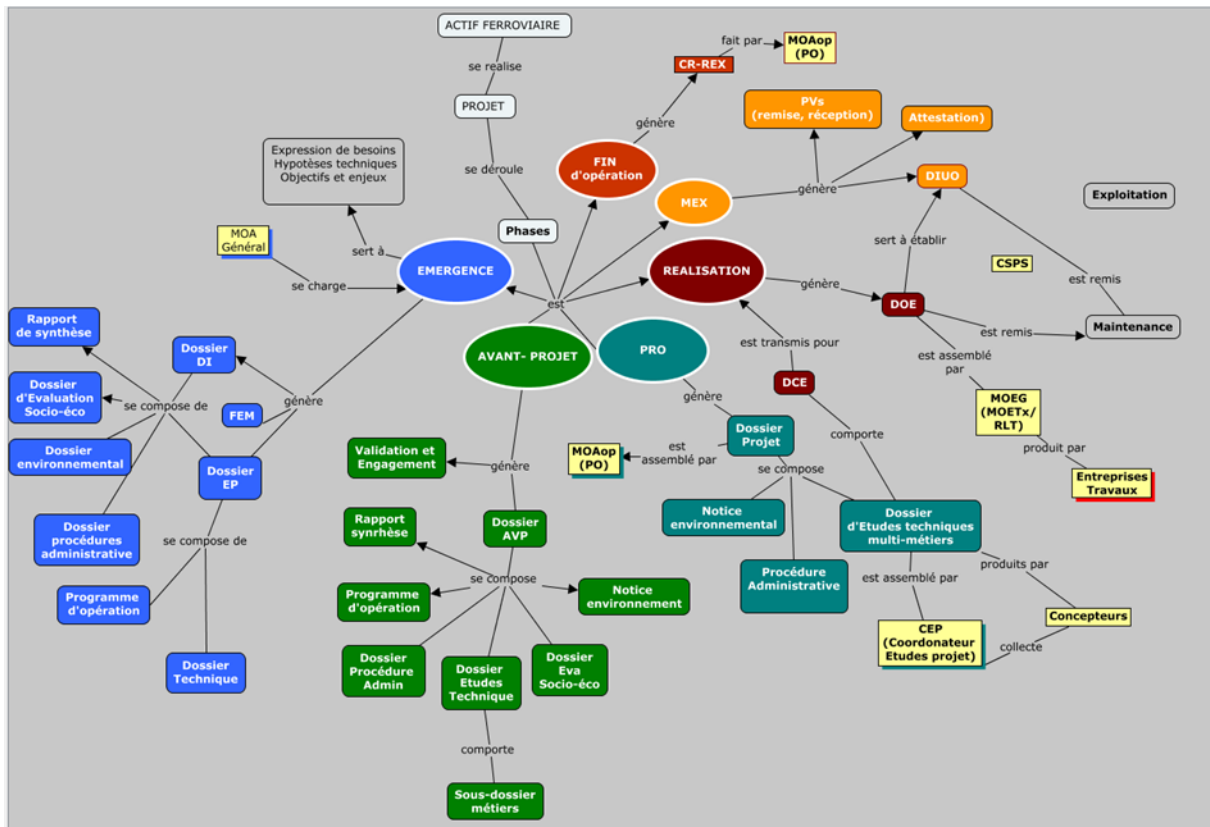 ACTIF FERROVIAIRE
se realise
PROJET
se déroule
Phases
est
fait par
MOAop
(PO)
CR-REX
génère
FIN
d'opération
PVs
(remise, réception)
Attestation)
génère
DIUO
MEX
Exploitation
Expression de besoins
Hypotèses techniques
Objectifs et enjeux
sert à
MOA
Général
se charge
EMERGENCE
REALISATION
génère
DOE
sert à établir
CSPS
est remis
est remis
Maintenance
AVANT- PROJET
PRO
est transmis pour
DCE
est assemblé
par
MOEG
(MOETx/
RLT)
produit par
Entreprises
Travaux
Rapport
de synthèse
Dossier
DI
Dossier
d'Evaluation
Socio-éco
se compose de
FEM
génère
Dossier
environnemental
Dossier
EP
Dossier
procédures
administrative
se compose de
Programme
d'opération
Dossier
Technique
Validation et
Engagement
génère
Rapport
synrhèse
Dossier
AVP
se compose
Programme
d'opération
Notice
environnement
Dossier
Procédure
Admin
Dossier
Etudes
Technique
Dossier
Eva
Socio-éco
comporte
Sous-dossier
métiers
génère
Dossier
Projet
MOAop
(PO)
est
assemblé par
se compose
comporte
Notice
environnemental
Dossier
d'Etudes techniques
multi-métiers
Procédure
Administrative
est assemblé par
produits par
CEP
(Coordonateur
Etudes projet)
collecte
Concepteurs